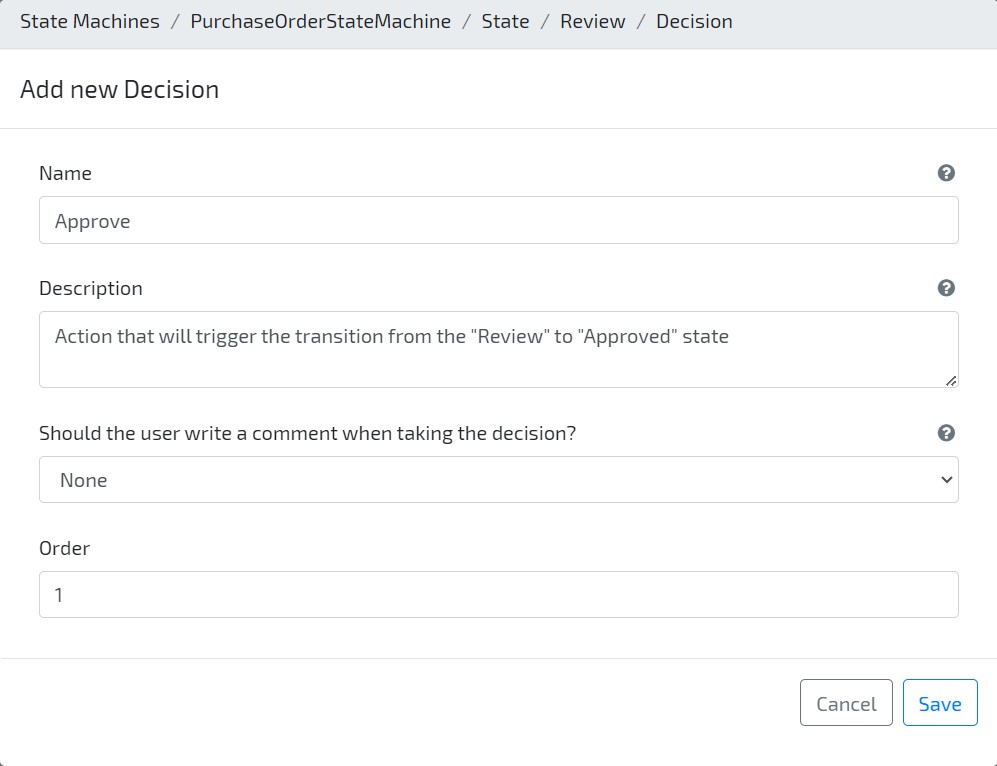 State Machines / PurchaseOrderStateMachine / State / Review / Decision
Add new Decision
Name
Approve
Description
Action that will trigger the transition from the "Review" to "Approved" state
Should the user write a comment when taking the decision?
None
Order
1
Cancel Save